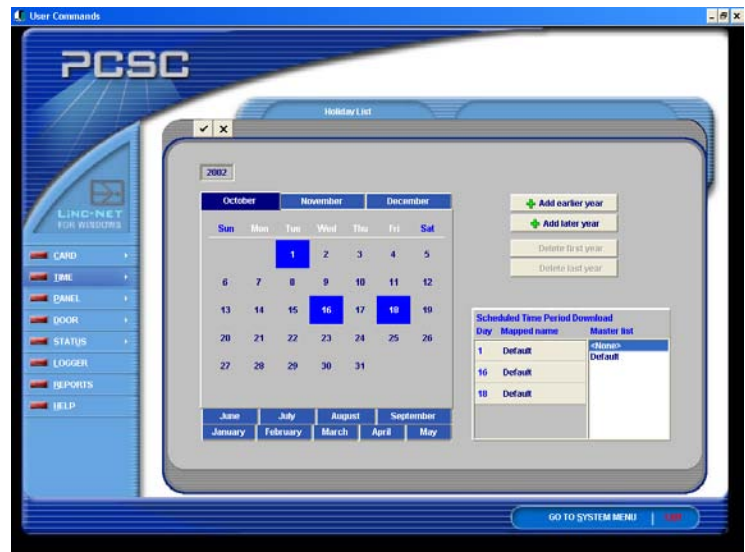 User Commands
PCSC
Holiday List
LINC-NET
FOR WINDOWS
CARD
TIME
PANEL
DOOR
STATUS
LOGGER
REPORTS
HELP
2002
October November December
Sun Mon Tue Wed Thu Fri Sat
1 2 3 4 5
6 7 8 9 10 11 12
13 14 15 16 17 18 19
20 21 22 23 24 25 26
27 28 29 30 31
June July August September
January February March April May
Add earlier year
Add later year
Delete first year
Delete last year
Scheduled Time Period Download
Day Mapped name Master list
1 Default
16 Default
18 Default
<None>
Default
GO TO SYSTEM MENU |